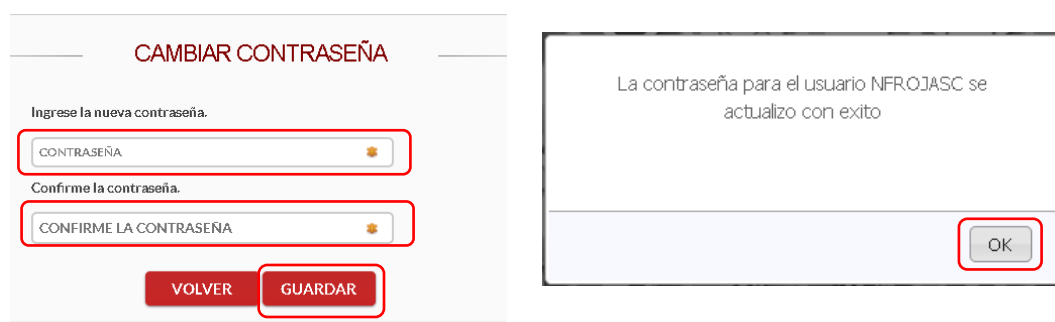 CAMBIAR CONTRASEÑA
Ingrese la nueva contraseña.
CONTRASEÑA
Confirme la contraseña.
CONFIRME LA CONTRASEÑA
VOLVER GUARDAR
La contraseña para el usuario NFROJASC se
actualizo con exito
OK